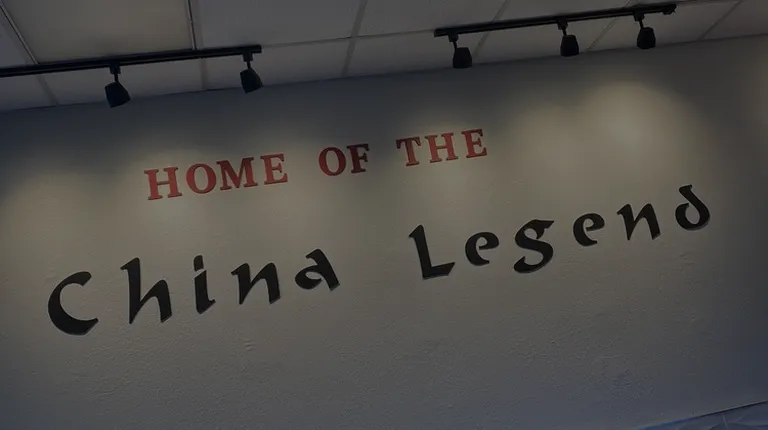 HOME OF THE
China Legend